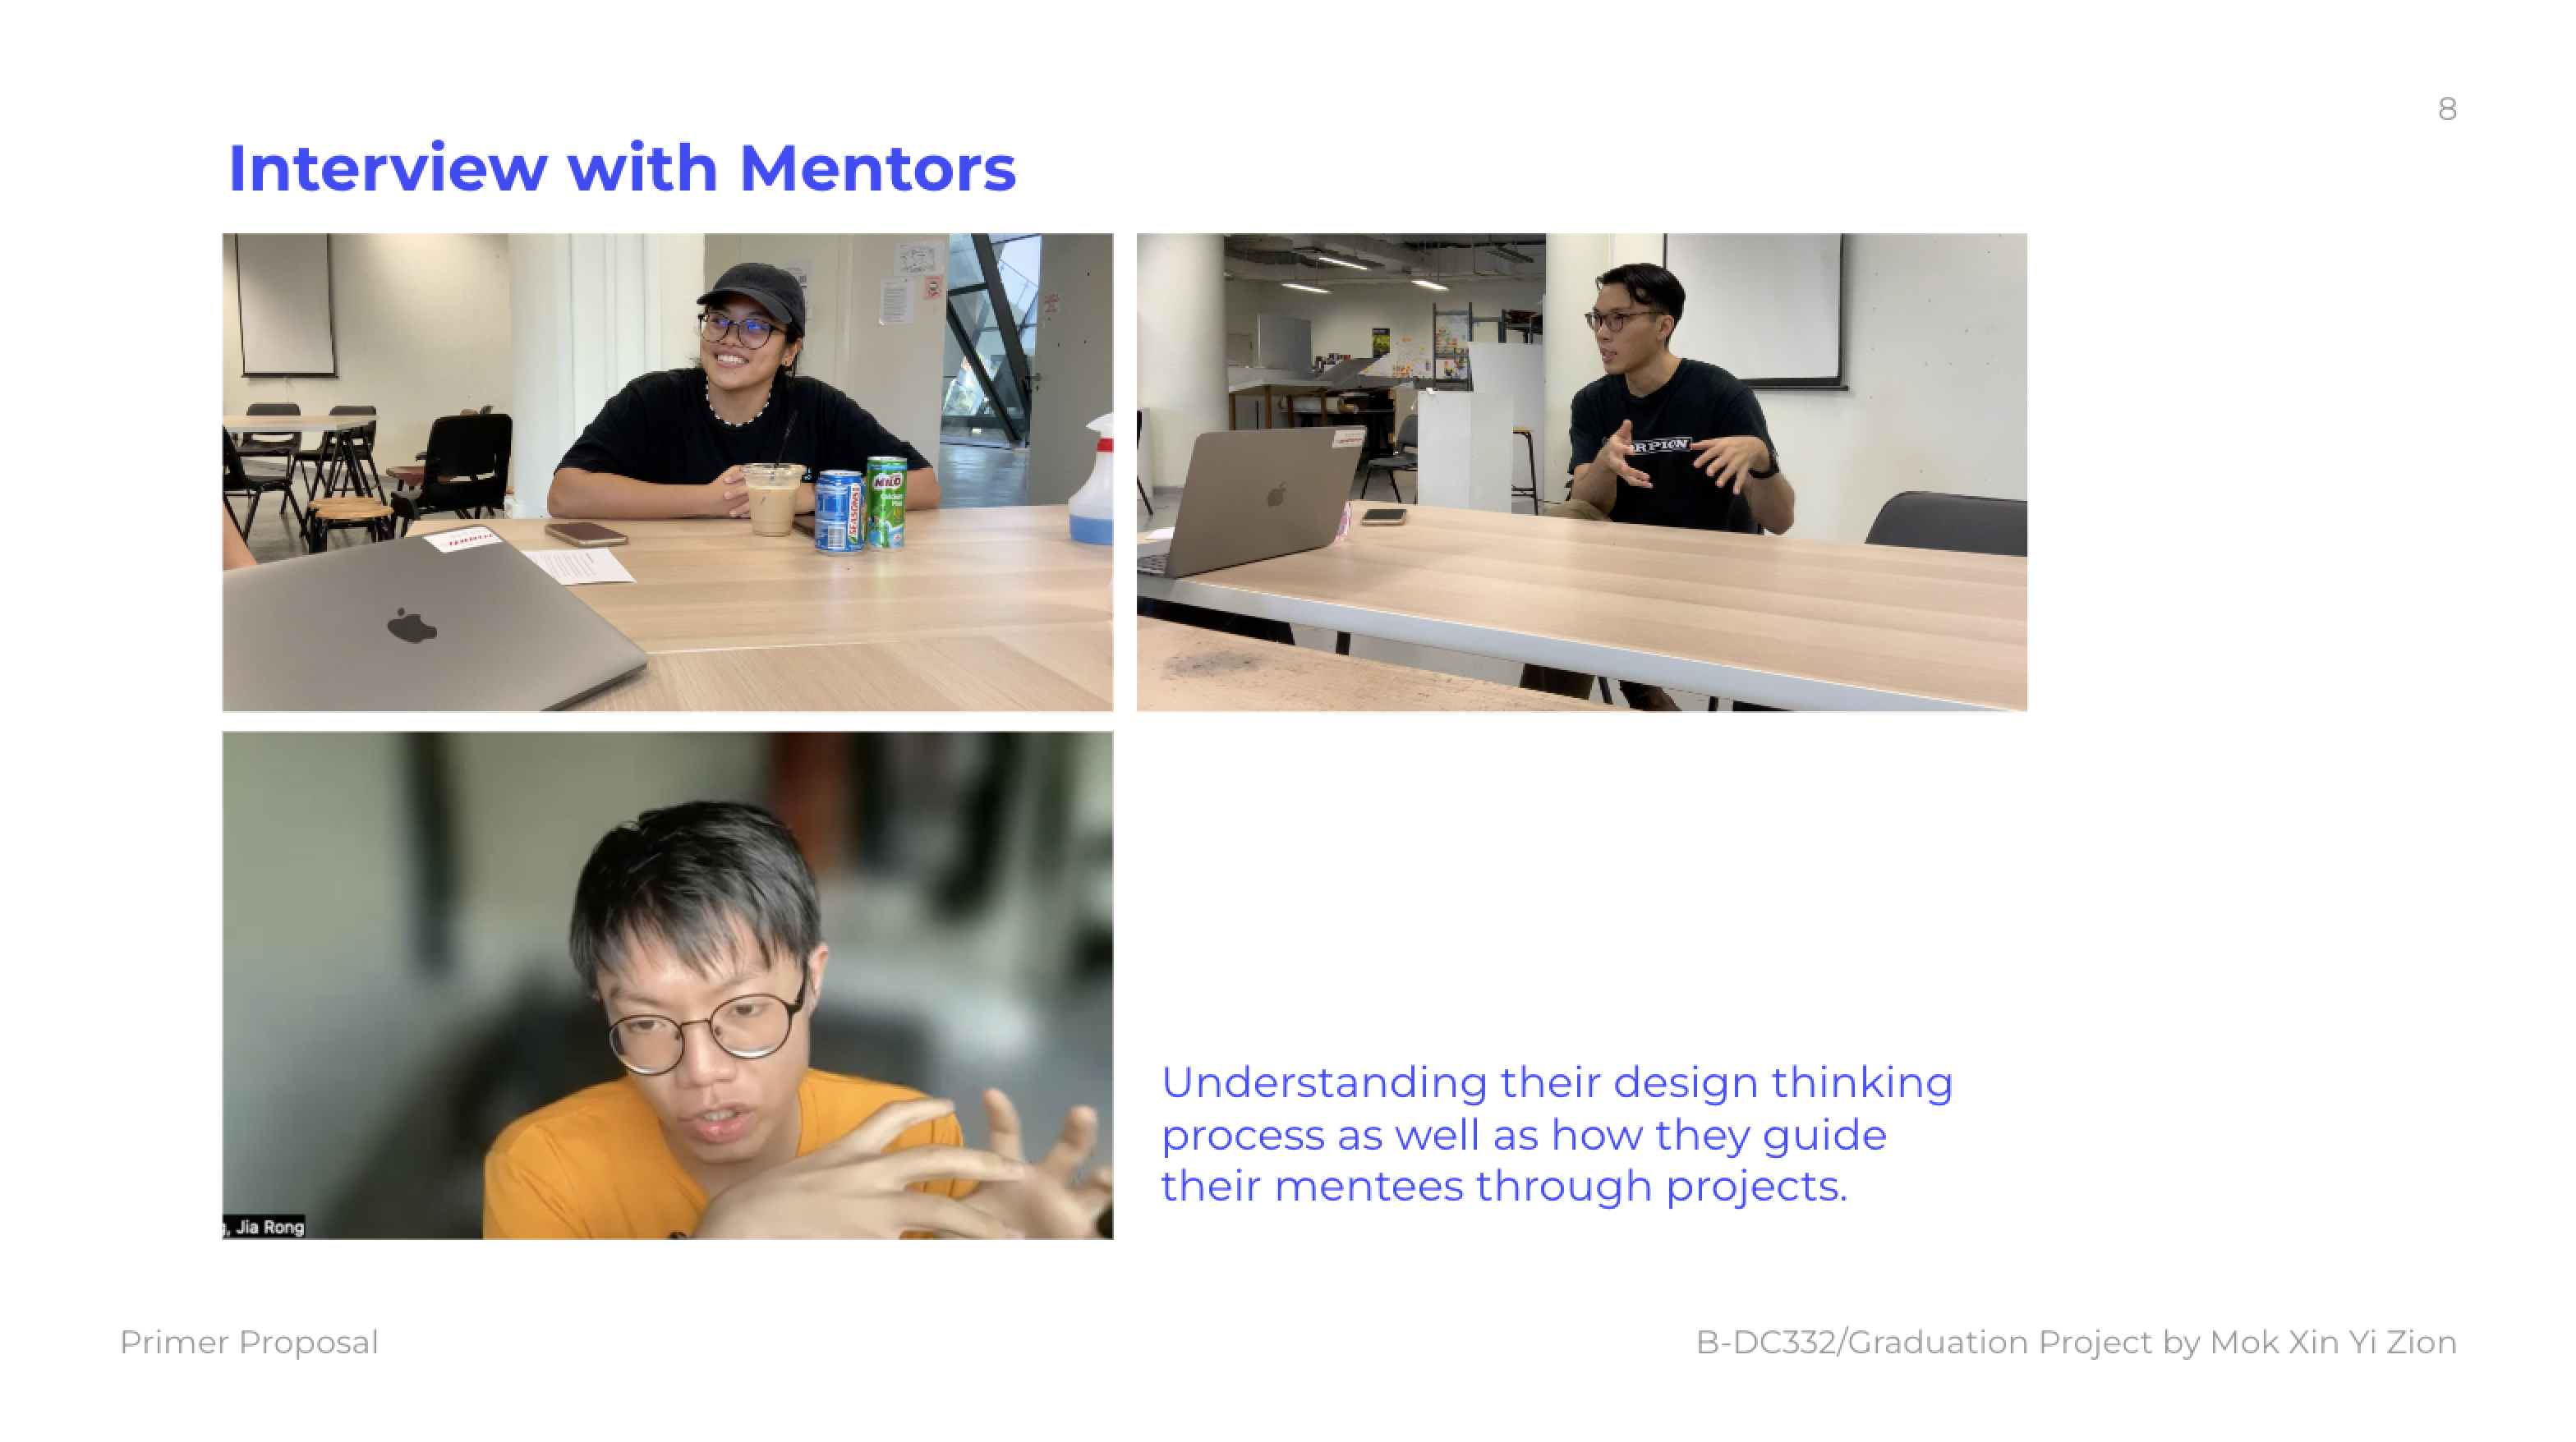 8
Interview with Mentors
SEASONS
MILO
RPION
, Jia Rong
Understanding their design thinking
process as well as how they guide
their mentees through projects.
Primer Proposal
B-DC332/Graduation Project by Mok Xin Yi Zion